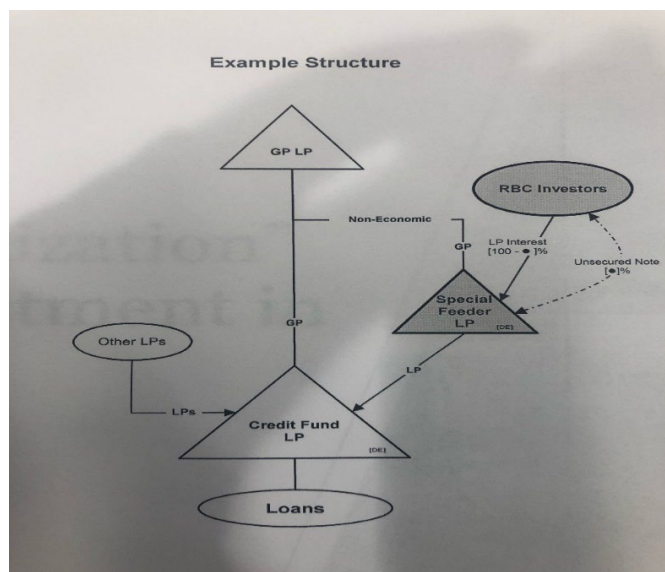 Example Structure
GP LP
RBC Investors
Non-Economic
GP
LP Interest
[100 - ●]%
Unsecured Note
[●]%
Special
Feeder
LP
[DE]
GP
Other LPs
LP
LPs
Credit Fund
LP
[DE]
Loans